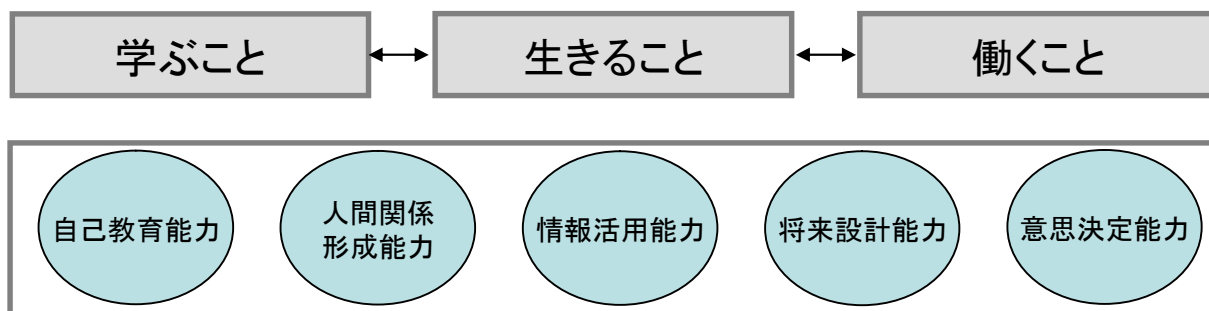 学ぶこと
生きること
働くこと
自己教育能力
人間関係
形成能力
情報活用能力
将来設計能力
意思決定能力